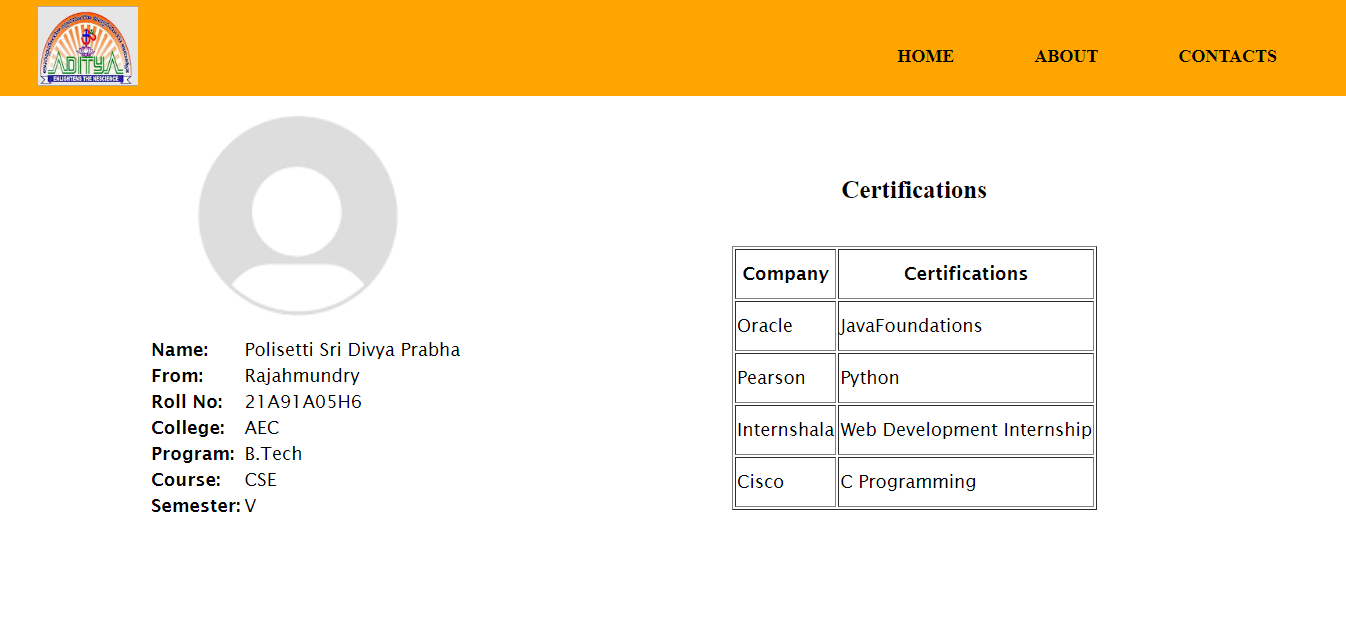 ADITYA
ENLIGHTENS THE NESCIENCE
HOME ABOUT CONTACTS
Name: Polisetti Sri Divya Prabha
From: Rajahmundry
Roll No: 21A91A05H6
College: AEC
Program: B.Tech
Course: CSE
Semester: V
Certifications
Company Certifications
Oracle JavaFoundations
Pearson Python
Internshala Web Development Internship
Cisco C Programming